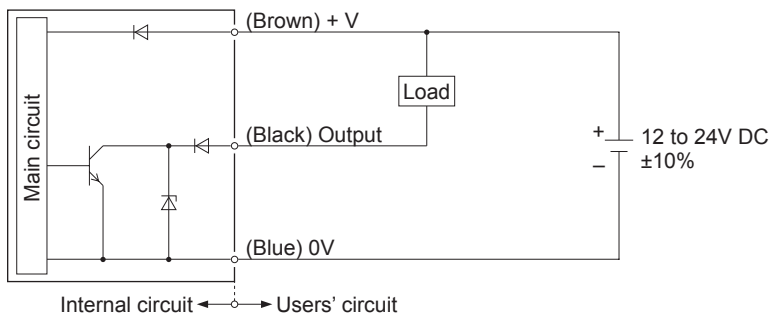 (Brown) + V
Load
Main circuit
(Black) Output
+
12 to 24V DC
–
±10%
(Blue) 0V
Internal circuit
Users' circuit